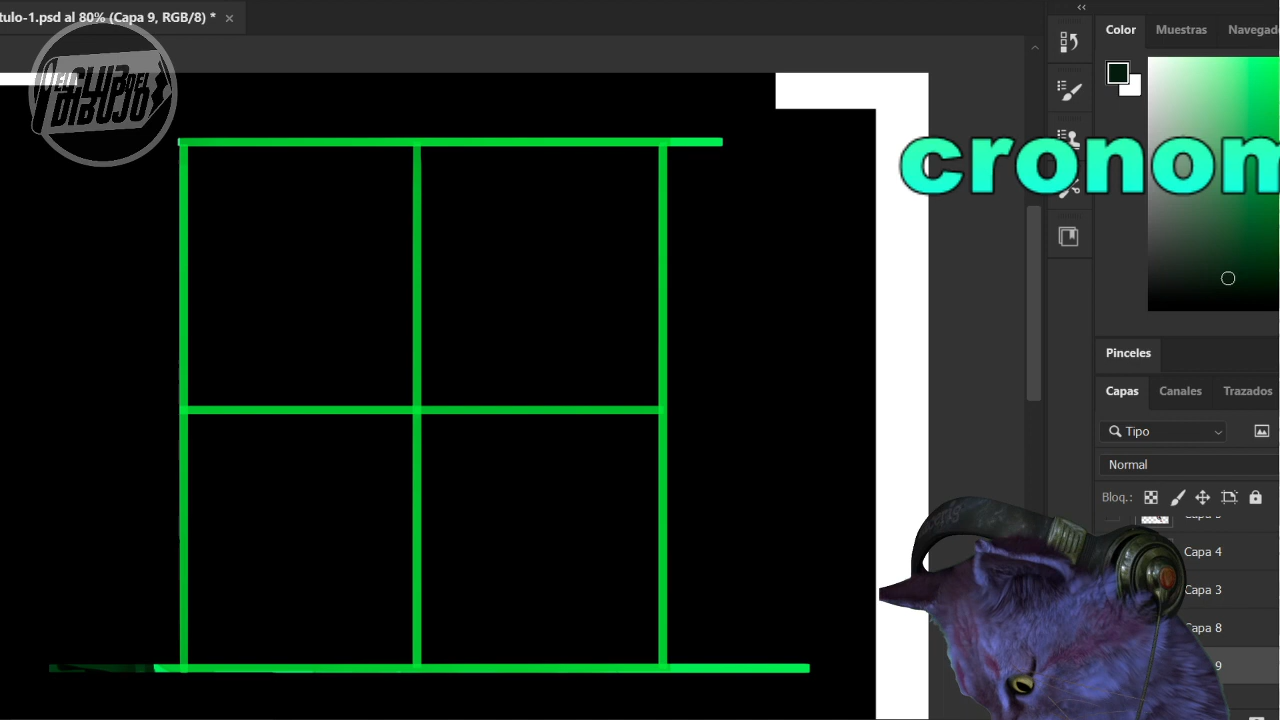 tulo-1.psd al 80% (Capa 9, RGB/8) *
EL CLUB DEL
DIBUJO
Color Muestras Navegad
cronom
Pinceles
Capas Canales Trazados
Tipo
Normal
Bloq.:
Capa 4
Capa 3
Capa 8
9